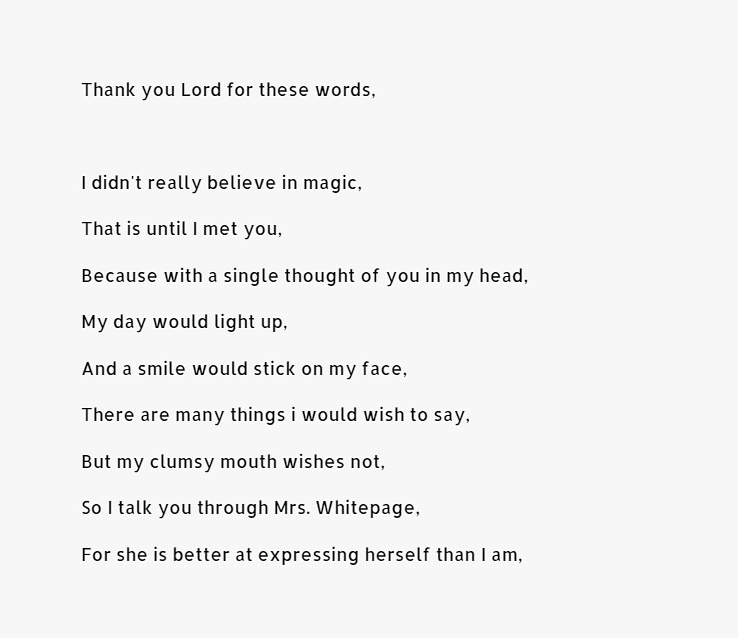 Thank you Lord for these words,
I didn't really believe in magic,
That is until I met you,
Because with a single thought of you in my head,
My day would light up,
And a smile would stick on my face,
There are many things i would wish to say,
But my clumsy mouth wishes not,
So I talk you through Mrs. Whitepage,
For she is better at expressing herself than I am,